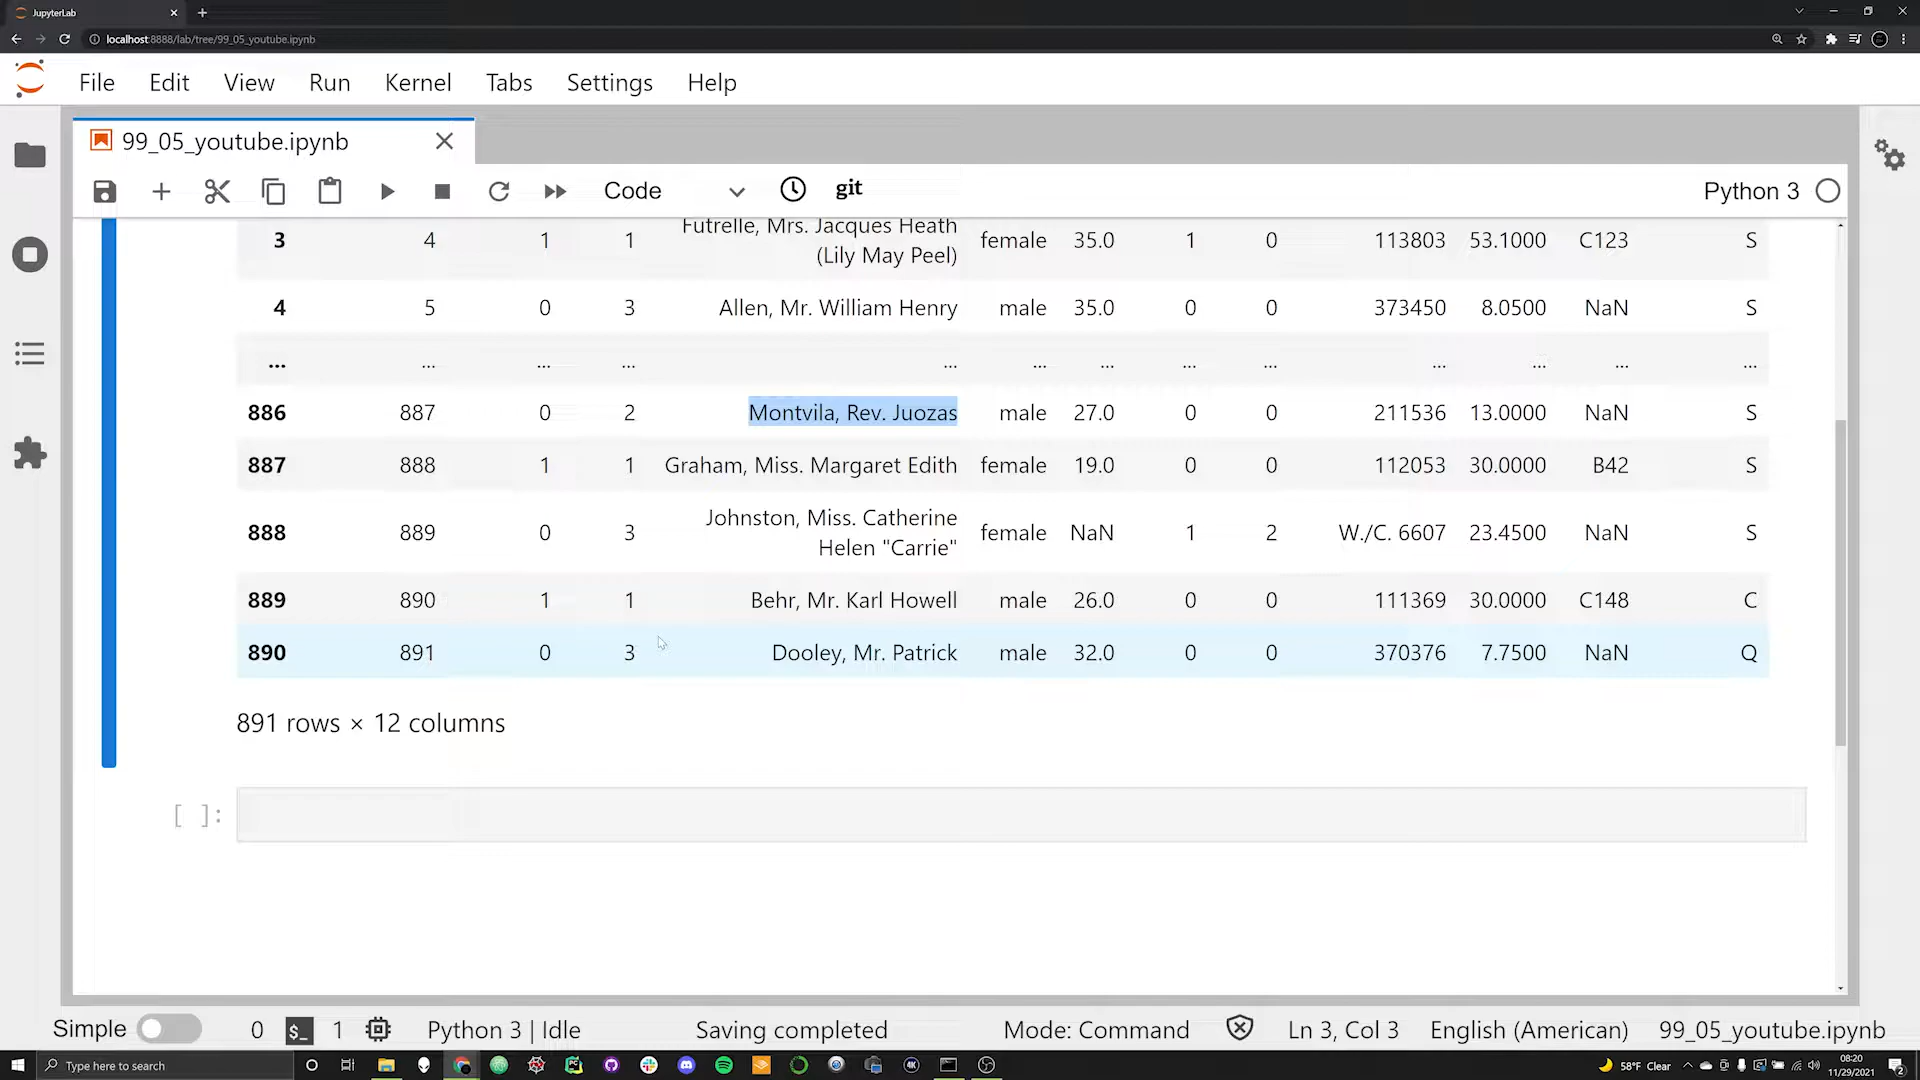 JupyterLab
localhost:8888/lab/tree/99_05_youtube.ipynb
File Edit View Run Kernel Tabs Settings Help
99_05_youtube.ipynb
Code git Python 3
3 4 1 1 Futrelle, Mrs. Jacques Heath female 35.0 1 0 113803 53.1000 C123 S
(Lily May Peel)
4 5 0 3 Allen, Mr. William Henry male 35.0 0 0 373450 8.0500 NaN S
... ... ... ... ... ... ... ... ... ... ... ... ...
886 887 0 2 Montvila, Rev. Juozas male 27.0 0 0 211536 13.0000 NaN S
887 888 1 1 Graham, Miss. Margaret Edith female 19.0 0 0 112053 30.0000 B42 S
888 889 0 3 Johnston, Miss. Catherine female NaN 1 2 W./C. 6607 23.4500 NaN S
Helen "Carrie"
889 890 1 1 Behr, Mr. Karl Howell male 26.0 0 0 111369 30.0000 C148 C
890 891 0 3 Dooley, Mr. Patrick male 32.0 0 0 370376 7.7500 NaN Q
891 rows × 12 columns
[ ]:
Simple 0 $_ 1 Python 3 | Idle Saving completed Mode: Command Ln 3, Col 3 English (American) 99_05_youtube.ipynb
Type here to search 4K 58°F Clear 08:20
11/29/2021 2